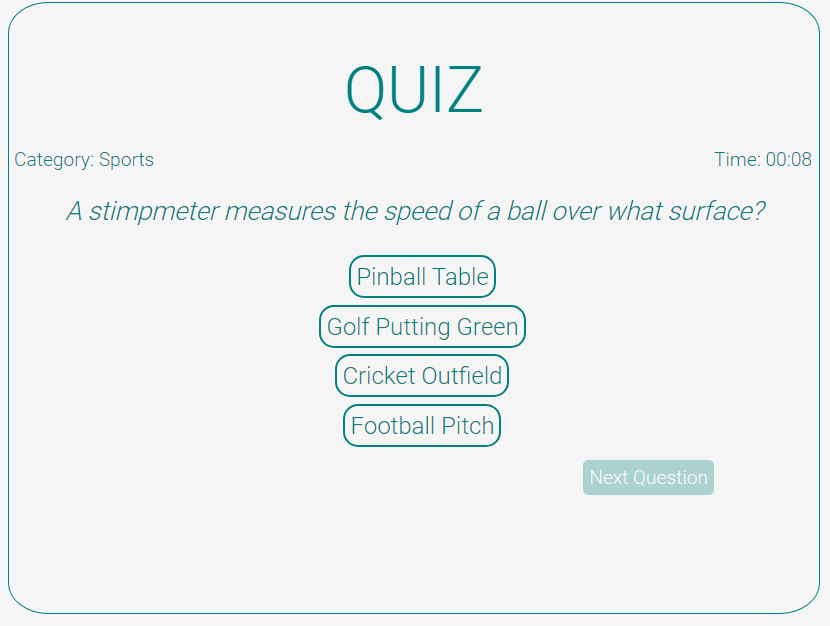 QUIZ
Category: Sports
Time: 00:08
A stimpmeter measures the speed of a ball over what surface?
Pinball Table
Golf Putting Green
Cricket Outfield
Football Pitch
Next Question